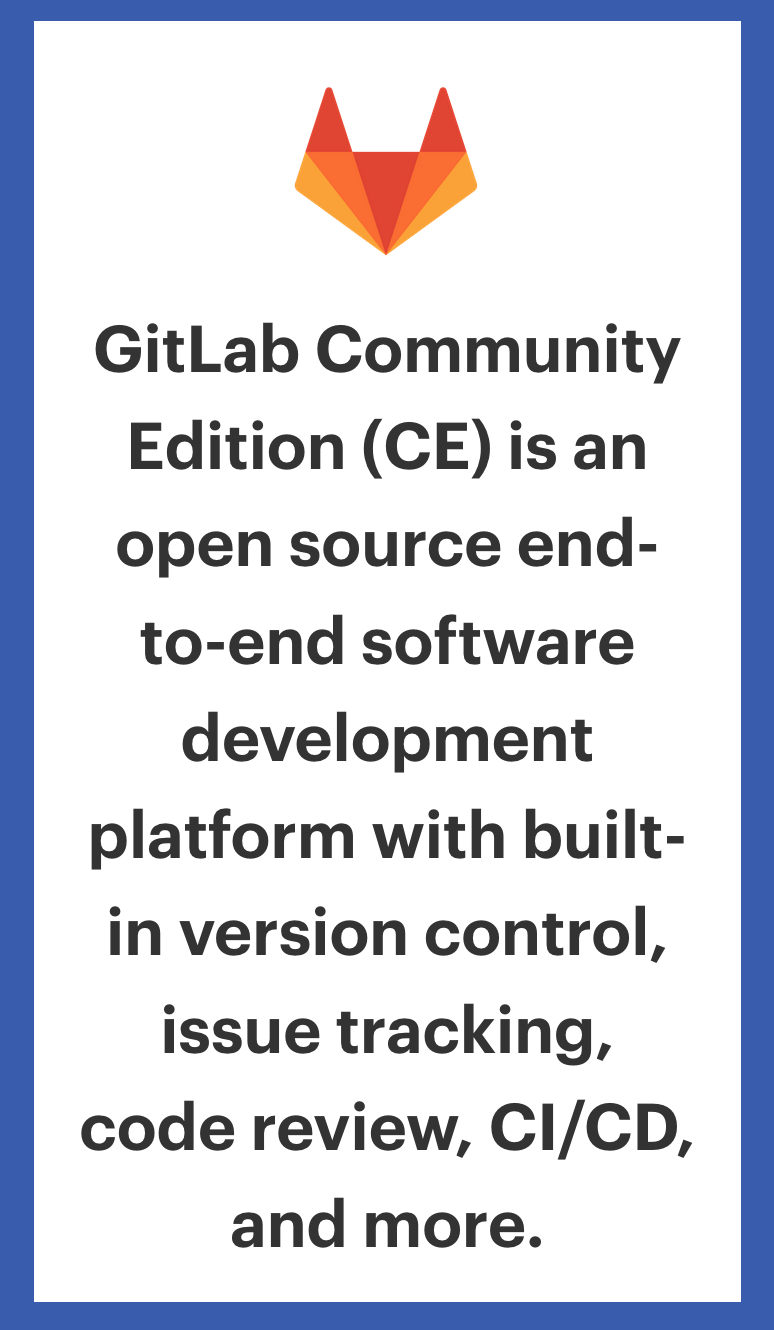 GitLab Community
Edition (CE) is an
open source end-
to-end software
development
platform with built-
in version control,
issue tracking,
code review, CI/CD,
and more.